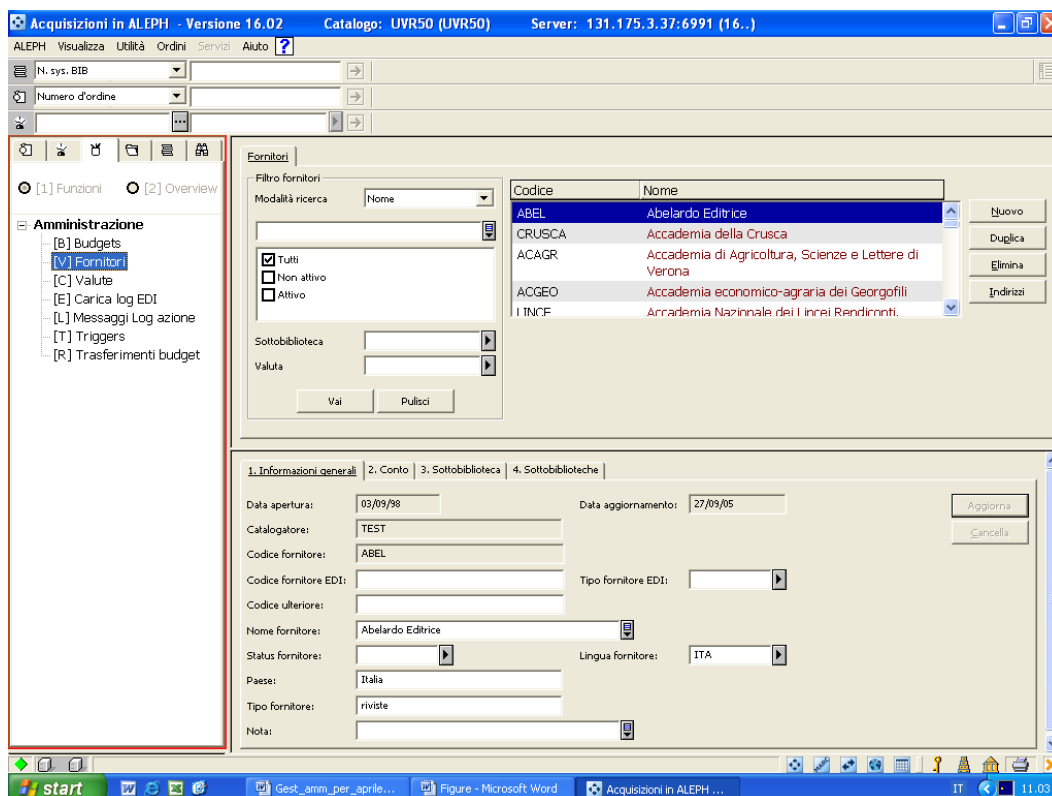 Acquisizioni in ALEPH - Versione 16.02 Catalogo: UVR50 (UVR50) Server: 131.175.3.37:6991 (16..)
ALEPH Visualizza Utilità Ordini Servizi Aiuto ?
N. sys. BIB
Numero d'ordine
[1] Funzioni [2] Overview
Amministrazione
[B] Budgets
[V] Fornitori
[C] Valute
[E] Carica log EDI
[L] Messaggi Log azione
[T] Triggers
[R] Trasferimenti budget
Fornitori
Filtro fornitori
Modalità ricerca Nome
Tutti
Non attivo
Attivo
Sottobiblioteca
Valuta
Vai Pulisci
Codice Nome
ABEL Abelardo Editrice
CRUSCA Accademia della Crusca
ACAGR Accademia di Agricoltura, Scienze e Lettere di
Verona
ACGEO Accademia economico-agraria dei Georgofili
LINCE Accademia Nazionale dei Lincei Rendiconti.
Nuovo
Duplica
Elimina
Indirizzi
1. Informazioni generali 2. Conto 3. Sottobiblioteca 4. Sottobiblioteche
Data apertura: 03/09/98 Data aggiornamento: 27/09/05
Catalogatore: TEST
Codice fornitore: ABEL
Codice fornitore EDI: Tipo fornitore EDI:
Codice ulteriore:
Nome fornitore: Abelardo Editrice
Status fornitore: Lingua fornitore: ITA
Paese: Italia
Tipo fornitore: riviste
Nota:
Aggiorna
Cancella
start Gest_amm_per_aprile... Figure - Microsoft Word Acquisizioni in ALEPH ... IT 11.03